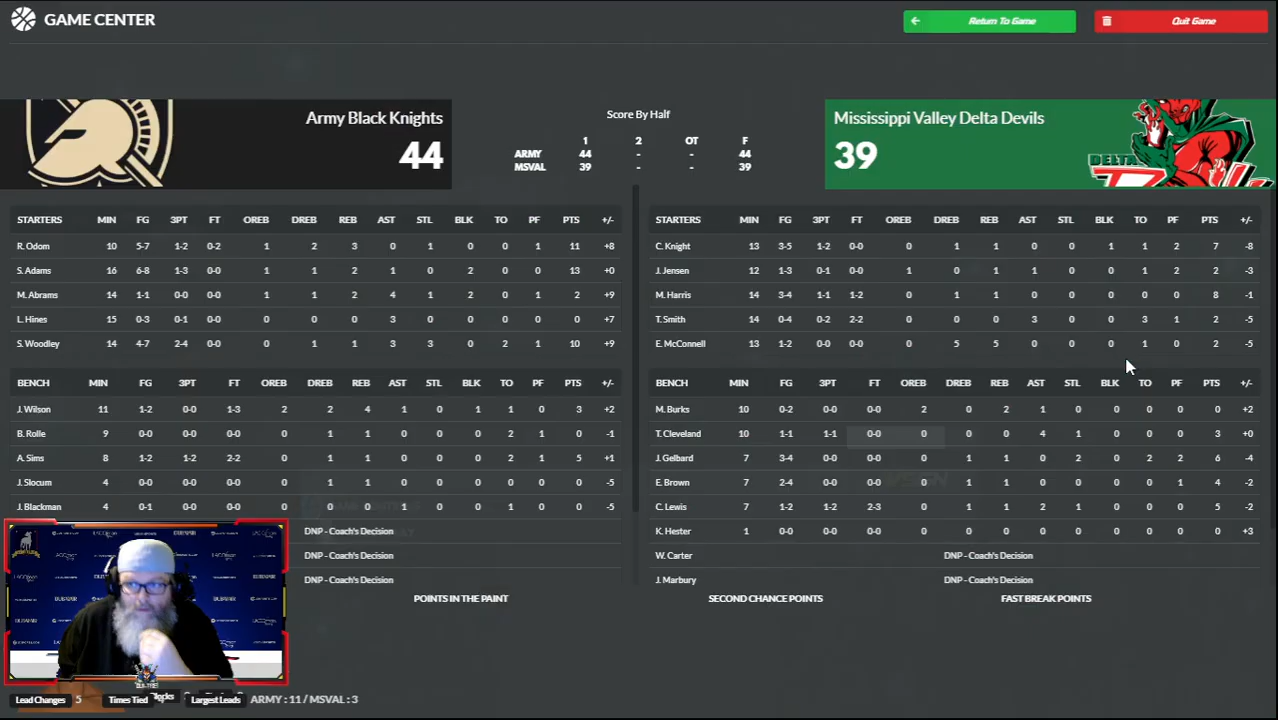 GAME CENTER
Return To Game
Quit Game
Army Black Knights
44
Score By Half
1 2 OT F
ARMY 44 - - 44
MSVAL 39 - - 39
Mississippi Valley Delta Devils
39
DELTA
STARTERS MIN FG 3PT FT OREB DREB REB AST STL BLK TO PF PTS +/-
R. Odom 10 5-7 1-2 0-2 1 2 3 0 1 0 0 1 11 +8
S. Adams 16 6-8 1-3 0-0 1 1 2 1 0 2 0 0 13 +0
M. Abrams 14 1-1 0-0 0-0 1 1 2 4 1 2 0 1 2 +9
L. Hines 15 0-3 0-1 0-0 0 0 0 3 0 0 0 0 0 +7
S. Woodley 14 4-7 2-4 0-0 0 1 1 3 3 0 2 1 10 +9
BENCH MIN FG 3PT FT OREB DREB REB AST STL BLK TO PF PTS +/-
J. Wilson 11 1-2 0-0 1-3 2 2 4 1 0 1 1 0 3 +2
B. Rolle 9 0-0 0-0 0-0 0 1 1 0 0 0 2 1 0 -1
A. Sims 8 1-2 1-2 2-2 0 1 1 0 0 0 2 1 5 +1
J. Slocum 4 0-0 0-0 0-0 0 1 1 0 0 0 0 0 0 -5
J. Blackman 4 0-1 0-0 0-0 0 0 0 0 0 0 1 0 0 -5
DNP - Coach's Decision
DNP - Coach's Decision
DNP - Coach's Decision
STARTERS MIN FG 3PT FT OREB DREB REB AST STL BLK TO PF PTS +/-
C. Knight 13 3-5 1-2 0-0 0 1 1 0 0 1 1 2 7 -8
J. Jensen 12 1-3 0-1 0-0 1 0 1 1 0 0 1 2 2 -3
M. Harris 14 3-4 1-1 1-2 0 1 1 0 0 0 0 0 8 -1
T. Smith 14 0-4 0-2 2-2 0 0 0 3 0 0 3 1 2 -5
E. McConnell 13 1-2 0-0 0-0 0 5 5 0 0 0 1 0 2 -5
BENCH MIN FG 3PT FT OREB DREB REB AST STL BLK TO PF PTS +/-
M. Burks 10 0-2 0-0 0-0 2 0 2 1 0 0 0 0 0 +2
T. Cleveland 10 1-1 1-1 0-0 0 0 0 4 1 0 0 0 3 +0
J. Gelbard 7 3-4 0-0 0-0 0 1 1 0 2 0 2 2 6 -4
E. Brown 7 2-4 0-0 0-0 0 1 1 0 0 0 0 1 4 -2
C. Lewis 7 1-2 1-2 2-3 0 1 1 2 1 0 0 0 5 -2
K. Hester 1 0-0 0-0 0-0 0 0 0 0 0 0 0 0 0 +3
W. Carter DNP - Coach's Decision
J. Marbury DNP - Coach's Decision
POINTS IN THE PAINT
SECOND CHANCE POINTS
FAST BREAK POINTS
Lead Changes 5
Times Tied
Blocks
Largest Leads ARMY : 11 / MSVAL : 3